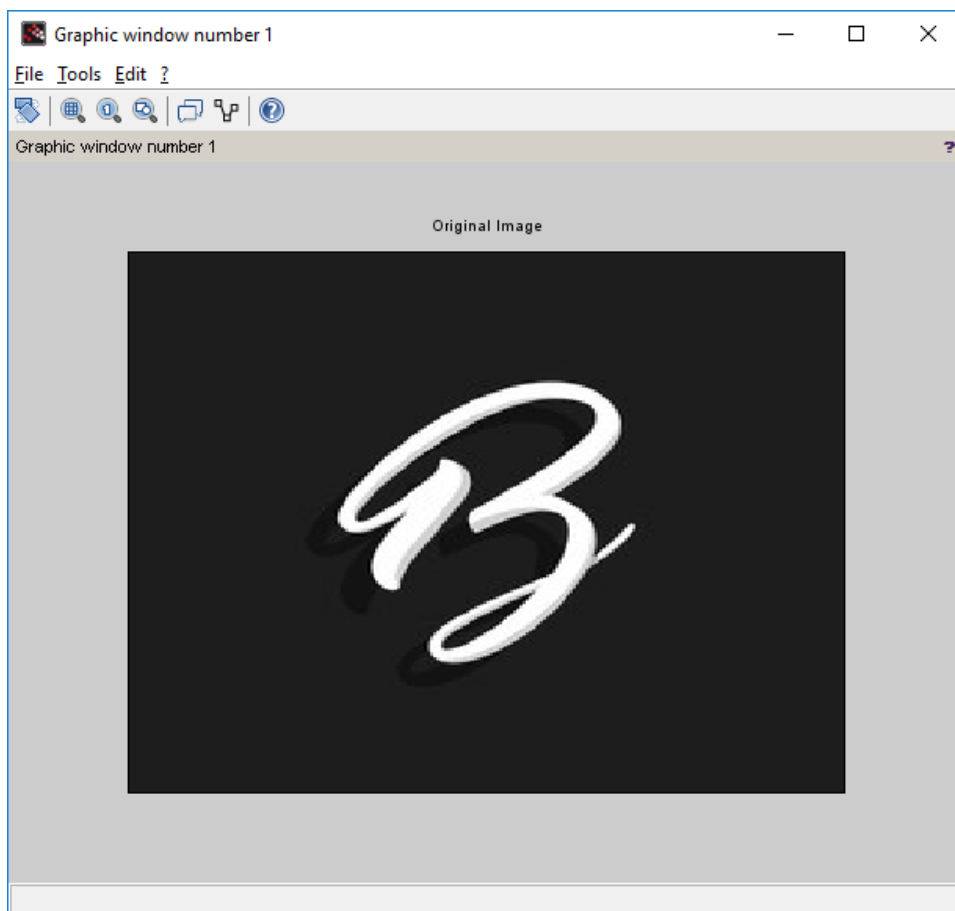 Graphic window number 1
File Tools Edit ?
Graphic window number 1 ?
Original Image
B